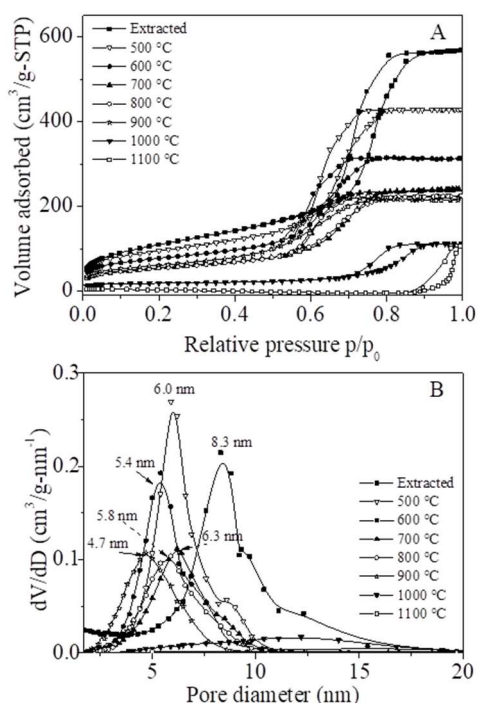 600
400
200
0
Volume adsorbed (cm³/g-STP)
Extracted
500 °C
600 °C
700 °C
800 °C
900 °C
1000 °C
1100 °C
A
0.0 0.2 0.4 0.6 0.8 1.0
Relative pressure p/p₀
0.3
0.2
0.1
0.0
dV/dD (cm³/g-nm⁻¹)
6.0 nm
B
8.3 nm
5.4 nm
5.8 nm
6.3 nm
4.7 nm
Extracted
500 °C
600 °C
700 °C
800 °C
900 °C
1000 °C
1100 °C
5 10 15 20
Pore diameter (nm)